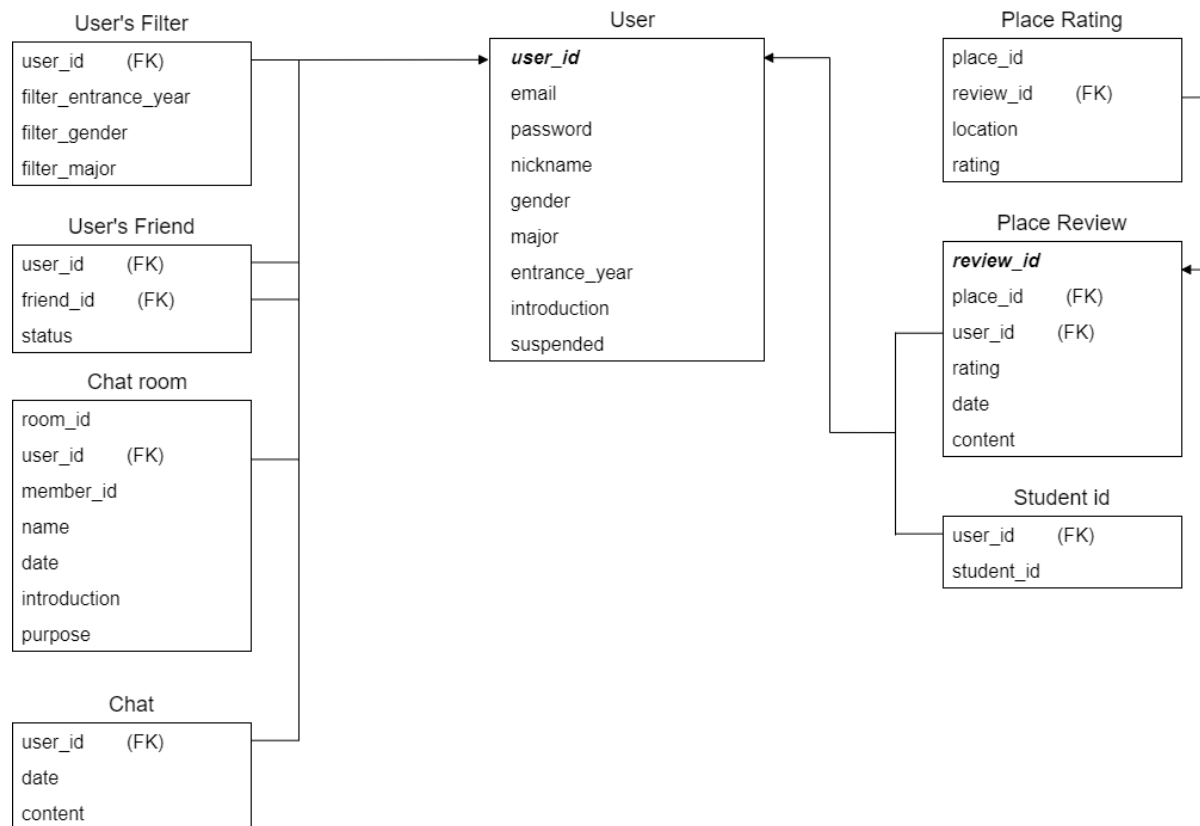 User's Filter
user_id (FK)
filter_entrance_year
filter_gender
filter_major
User's Friend
user_id (FK)
friend_id (FK)
status
Chat room
room_id
user_id (FK)
member_id
name
date
introduction
purpose
Chat
user_id (FK)
date
content
User
user_id
email
password
nickname
gender
major
entrance_year
introduction
suspended
Place Rating
place_id
review_id (FK)
location
rating
Place Review
review_id
place_id (FK)
user_id (FK)
rating
date
content
Student id
user_id (FK)
student_id